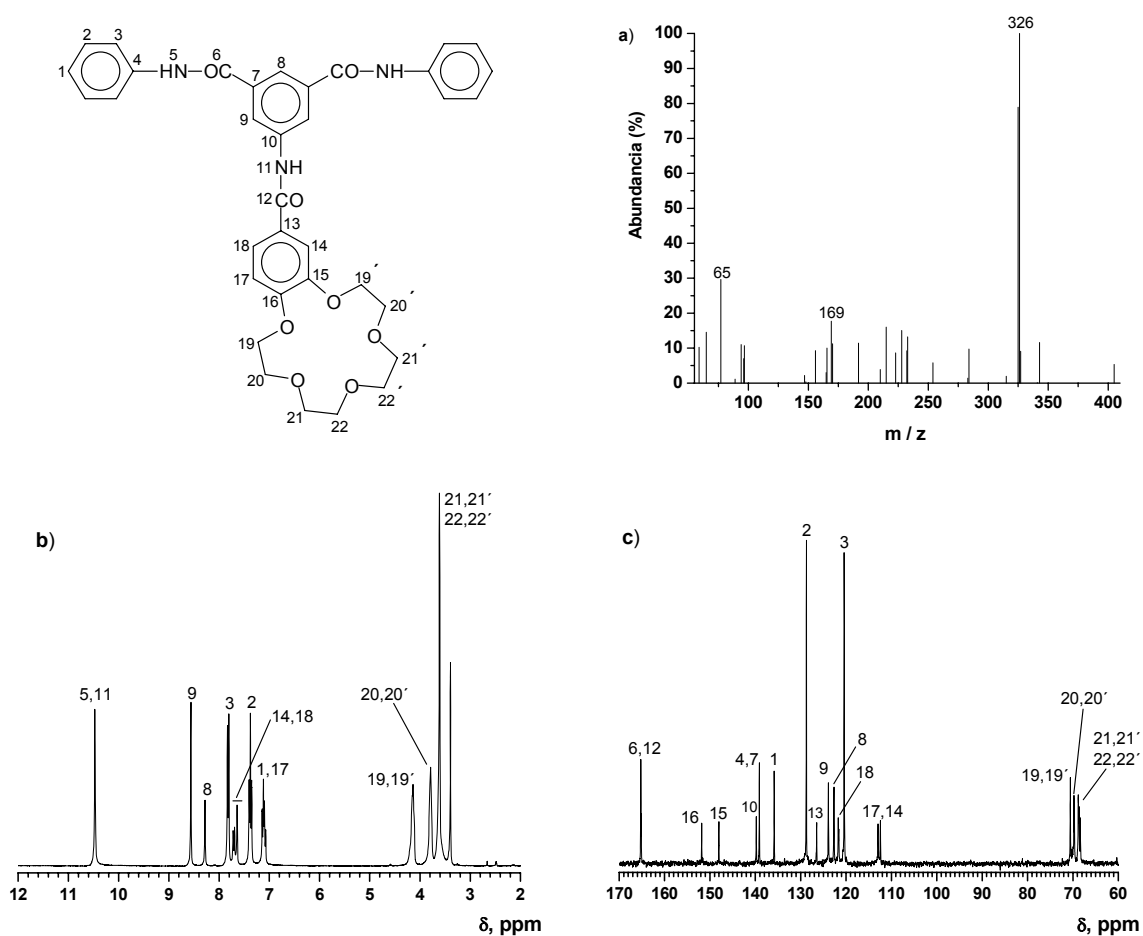 2 3
1 4
5
HN
6
CO
7
8
CO NH
9
10
11 NH
12 CO
13
18 14
17 15
16 O 19´
O 20´
19 O
20 O O 21´
21 22 22´
a)
326
100
90
80
70
60
50
40
30
20
10
0
65
169
Abundancia (%)
100 150 200 250 300 350 400
m / z
b)
21,21´
22,22´
5,11
9
8
3
2
14,18
1,17
20,20´
19,19´
12 11 10 9 8 7 6 5 4 3 2
δ, ppm
c)
2
3
6,12
16
15
10
4,7
1
13
9
8
18
17,14
19,19´
20,20´
21,21´
22,22´
170 160 150 140 130 120 110 100 90 80 70 60
δ, ppm